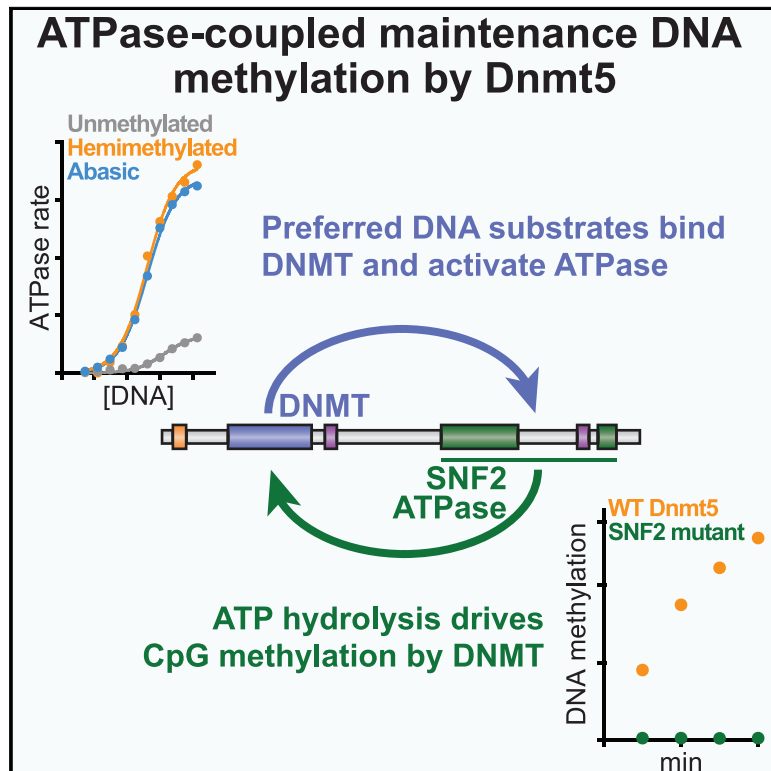 ATPase-coupled maintenance DNA
methylation by Dnmt5
Unmethylated
Hemimethylated
Abasic
ATPase rate
[DNA]
Preferred DNA substrates bind
DNMT and activate ATPase
DNMT
SNF2
ATPase
ATP hydrolysis drives
CpG methylation by DNMT
WT Dnmt5
SNF2 mutant
DNA methylation
min